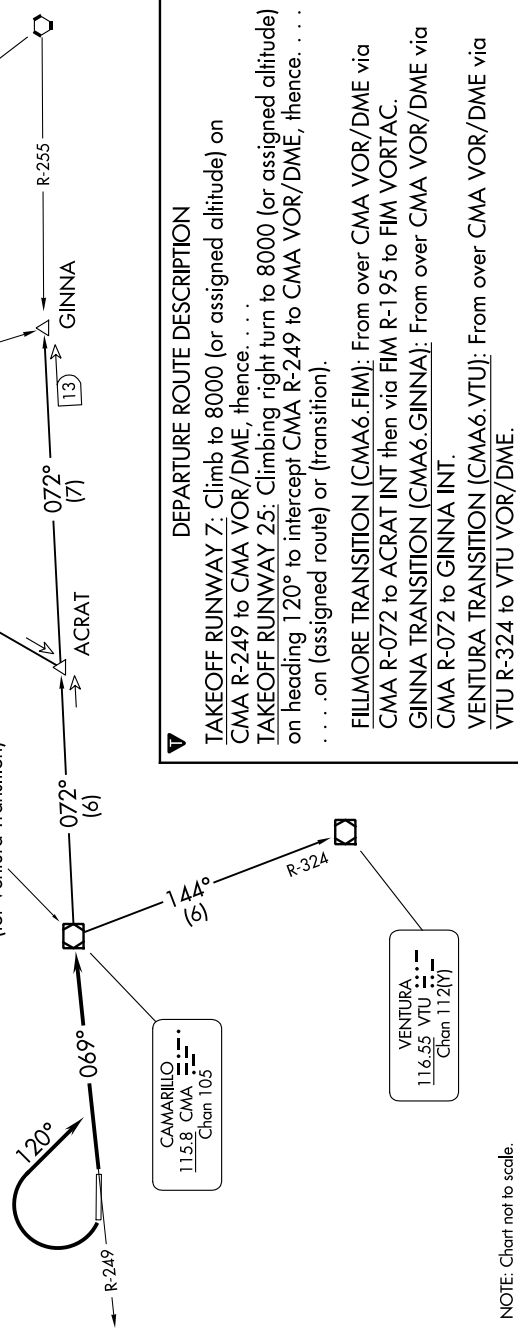 R-255
GINNA
13
072°
(7)
ACRAT
072°
(6)
144°
(6)
R-324
069°
120°
R-249
CAMARILLO
115.8 CMA
Chan 105
VENTURA
116.55 VTU
Chan 112(Y)
NOTE: Chart not to scale.
T
DEPARTURE ROUTE DESCRIPTION
TAKEOFF RUNWAY 7: Climb to 8000 (or assigned altitude) on
CMA R-249 to CMA VOR/DME, thence. . . .
TAKEOFF RUNWAY 25: Climbing right turn to 8000 (or assigned altitude)
on heading 120° to intercept CMA R-249 to CMA VOR/DME, thence. . . .
. . . .on (assigned route) or (transition).
FILLMORE TRANSITION (CMA6.FIM): From over CMA VOR/DME via
CMA R-072 to ACRAT INT then via FIM R-195 to FIM VORTAC.
GINNA TRANSITION (CMA6.GINNA): From over CMA VOR/DME via
CMA R-072 to GINNA INT.
VENTURA TRANSITION (CMA6.VTU): From over CMA VOR/DME via
VTU R-324 to VTU VOR/DME.